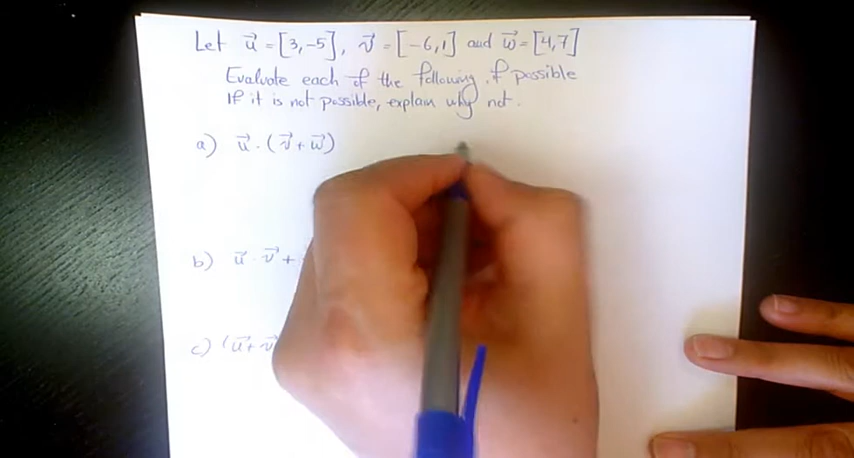 Let u⃗ = [3,-5], v⃗ = [-6,1] and w⃗ = [4,7]
Evaluate each of the following if possible
If it is not possible, explain why not.
a) u⃗ · (v⃗ + w⃗)
b) u⃗ · v⃗ +
c) (u⃗ + v⃗